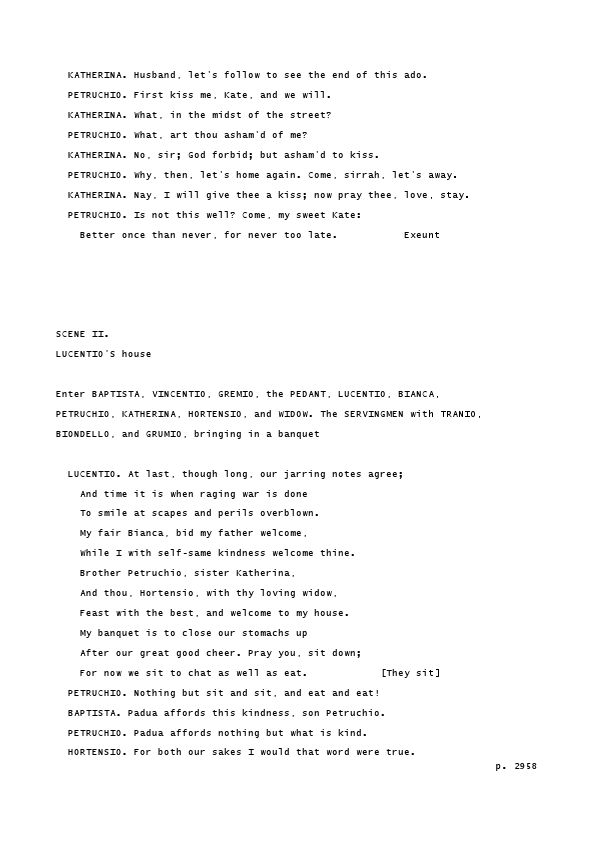 KATHERINA. Husband, let's follow to see the end of this ado.
PETRUCHIO. First kiss me, Kate, and we will.
KATHERINA. What, in the midst of the street?
PETRUCHIO. What, art thou asham'd of me?
KATHERINA. No, sir; God forbid; but asham'd to kiss.
PETRUCHIO. Why, then, let's home again. Come, sirrah, let's away.
KATHERINA. Nay, I will give thee a kiss; now pray thee, love, stay.
PETRUCHIO. Is not this well? Come, my sweet Kate:
Better once than never, for never too late. Exeunt
SCENE II.
LUCENTIO'S house
Enter BAPTISTA, VINCENTIO, GREMIO, the PEDANT, LUCENTIO, BIANCA,
PETRUCHIO, KATHERINA, HORTENSIO, and WIDOW. The SERVINGMEN with TRANIO,
BIONDELLO, and GRUMIO, bringing in a banquet
LUCENTIO. At last, though long, our jarring notes agree;
And time it is when raging war is done
To smile at scapes and perils overblown.
My fair Bianca, bid my father welcome,
While I with self-same kindness welcome thine.
Brother Petruchio, sister Katherina,
And thou, Hortensio, with thy loving widow,
Feast with the best, and welcome to my house.
My banquet is to close our stomachs up
After our great good cheer. Pray you, sit down;
For now we sit to chat as well as eat. [They sit]
PETRUCHIO. Nothing but sit and sit, and eat and eat!
BAPTISTA. Padua affords this kindness, son Petruchio.
PETRUCHIO. Padua affords nothing but what is kind.
HORTENSIO. For both our sakes I would that word were true.
p. 2958